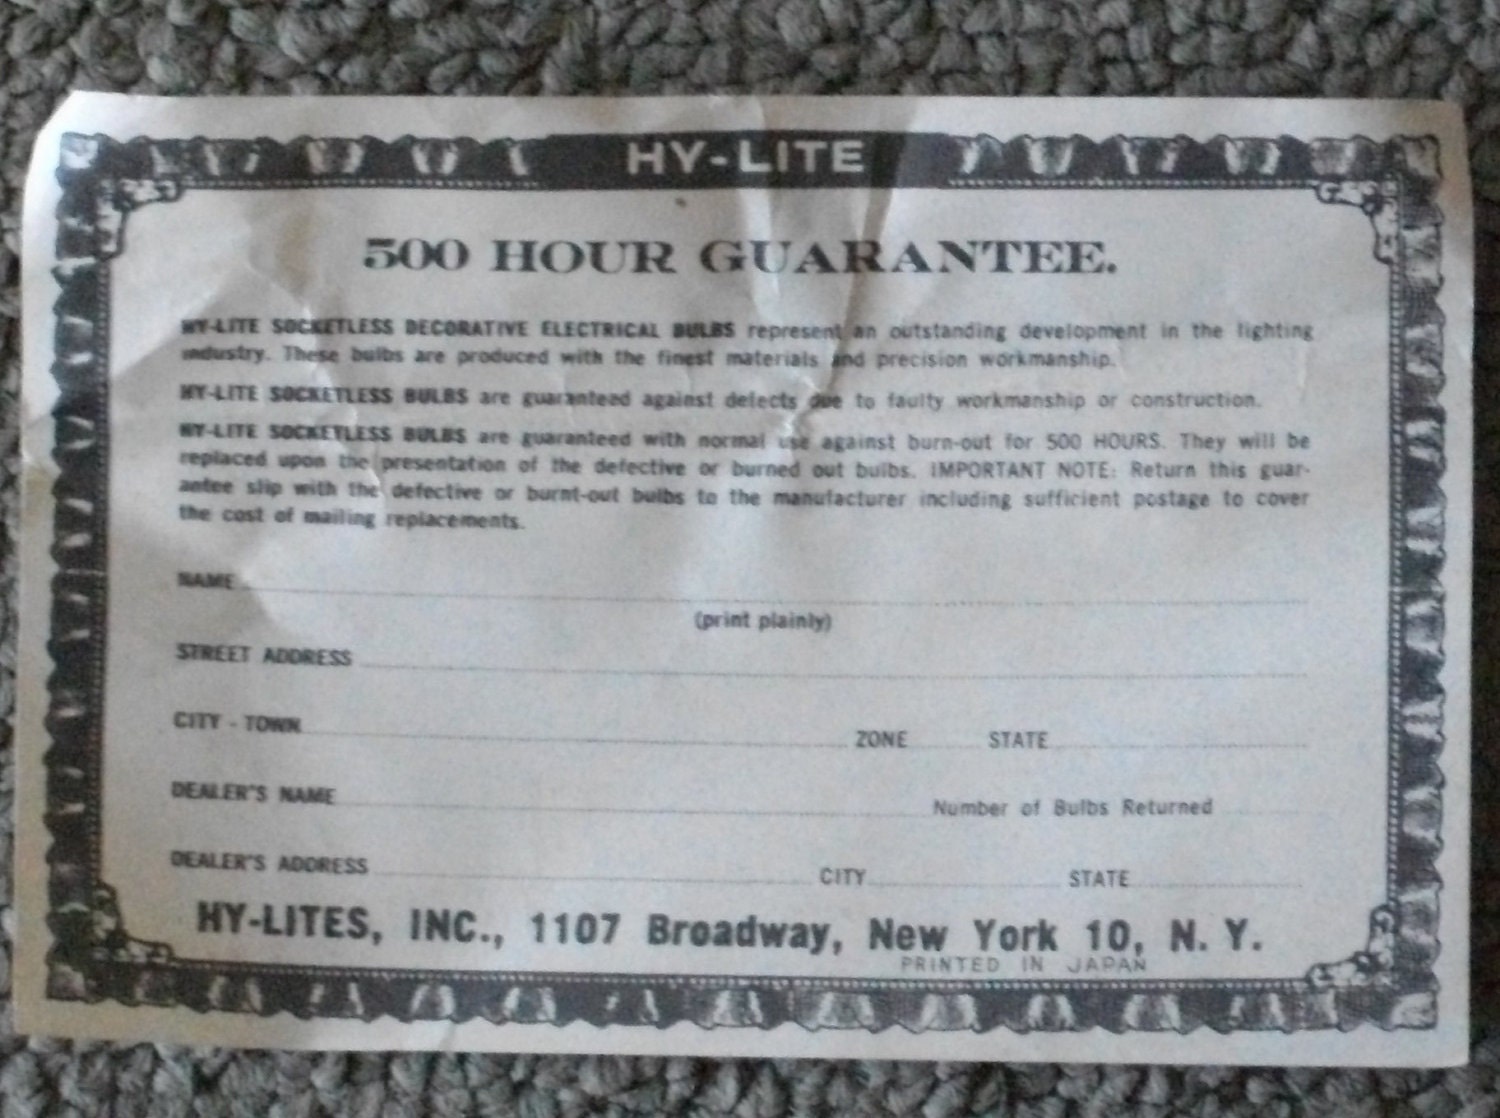 HY-LITE
500 HOUR GUARANTEE.
HY-LITE SOCKETLESS DECORATIVE ELECTRICAL BULBS represent an outstanding development in the lighting
industry. These bulbs are produced with the finest materials and precision workmanship.
HY-LITE SOCKETLESS BULBS are guaranteed against defects due to faulty workmanship or construction.
HY-LITE SOCKETLESS BULBS are guaranteed with normal use against burn-out for 500 HOURS. They will be
replaced upon the presentation of the defective or burned out bulbs. IMPORTANT NOTE: Return this guar-
antee slip with the defective or burnt-out bulbs to the manufacturer including sufficient postage to cover
the cost of mailing replacements.
NAME
(print plainly)
STREET ADDRESS
CITY - TOWN ZONE STATE
DEALER'S NAME Number of Bulbs Returned
DEALER'S ADDRESS CITY STATE
HY-LITES, INC., 1107 Broadway, New York 10, N. Y.
PRINTED IN JAPAN